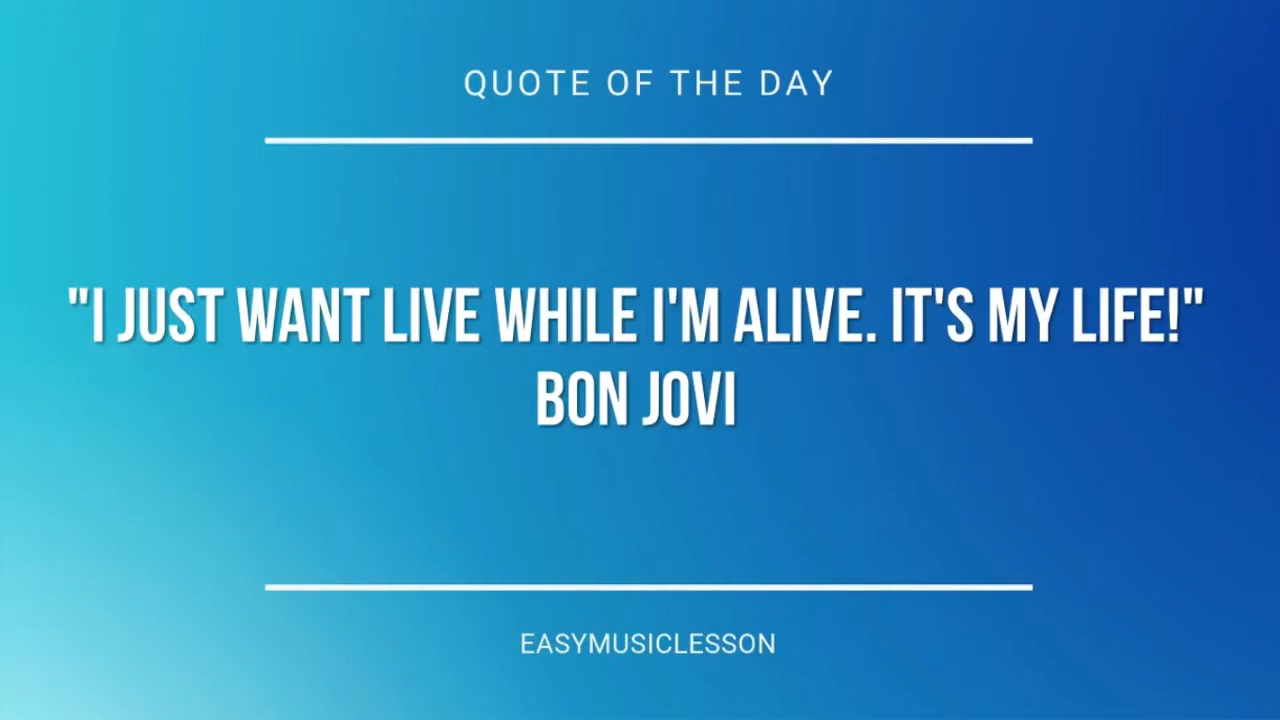 QUOTE OF THE DAY
"I JUST WANT LIVE WHILE I'M ALIVE. IT'S MY LIFE!"
BON JOVI
EASYMUSICLESSON